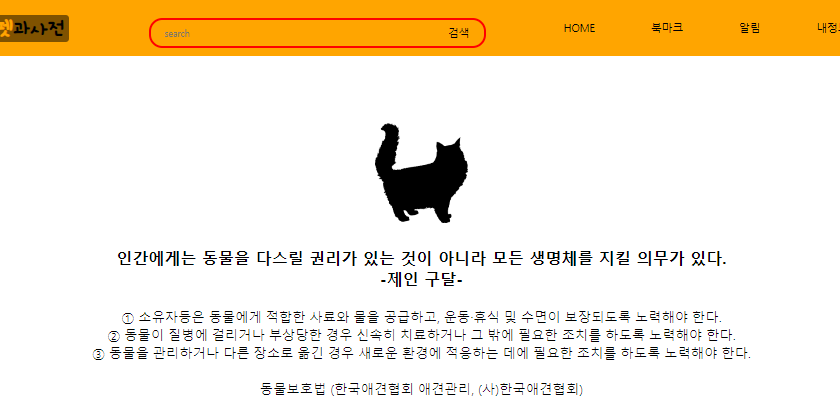 펫과사전
search
검색
HOME
북마크
알림
인간에게는 동물을 다스릴 권리가 있는 것이 아니라 모든 생명체를 지킬 의무가 있다.
-제인 구달-
① 소유자등은 동물에게 적합한 사료와 물을 공급하고, 운동·휴식 및 수면이 보장되도록 노력해야 한다.
② 동물이 질병에 걸리거나 부상당한 경우 신속히 치료하거나 그 밖에 필요한 조치를 하도록 노력해야 한다.
③ 동물을 관리하거나 다른 장소로 옮긴 경우 새로운 환경에 적응하는 데에 필요한 조치를 하도록 노력해야 한다.
동물보호법 (한국애견협회 애견관리, (사)한국애견협회)